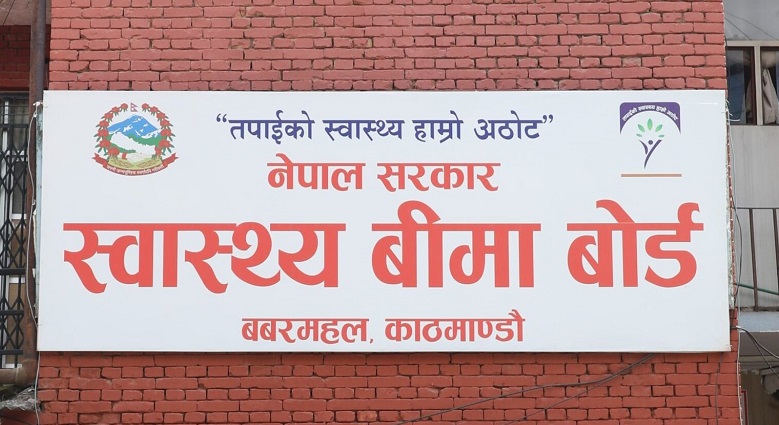 “तपाईको स्वास्थ्य हाम्रो अठोट”
नेपाल सरकार
स्वास्थ्य बीमा बोर्ड
बबरमहल, काठमाण्डौ